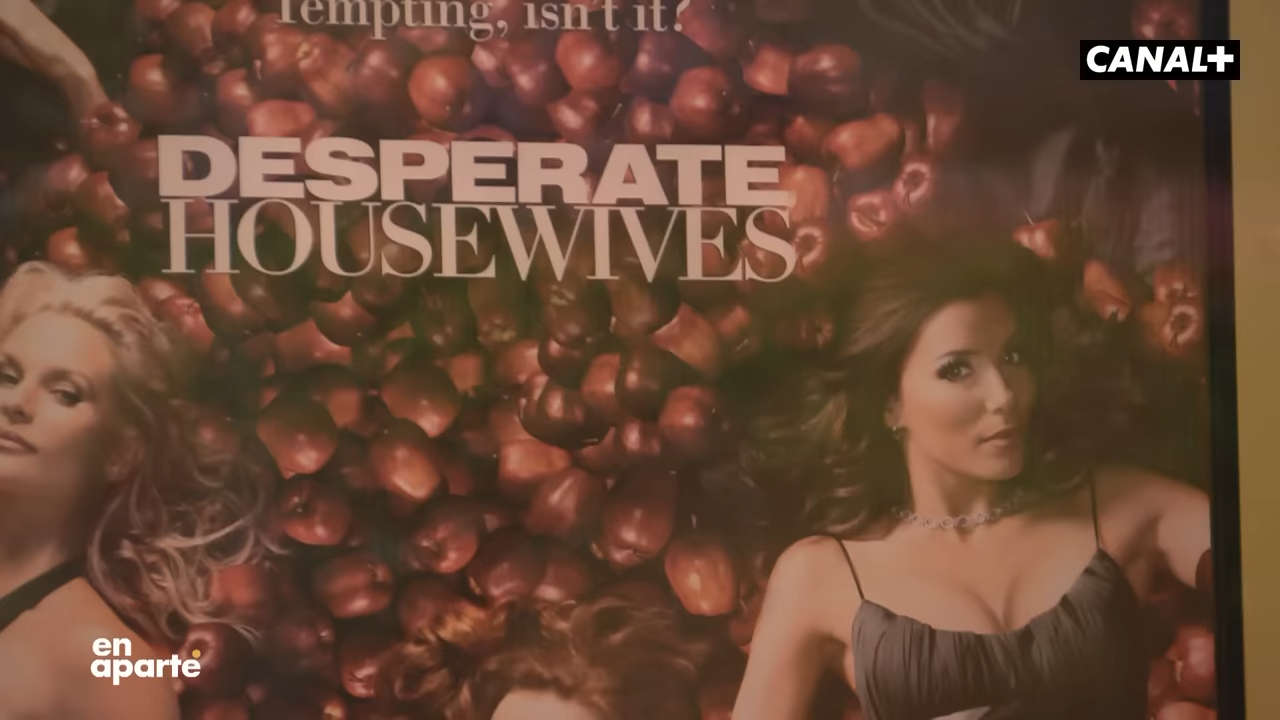 Tempting, isn't it?
CANAL+
DESPERATE
HOUSEWIVES
en
aparté